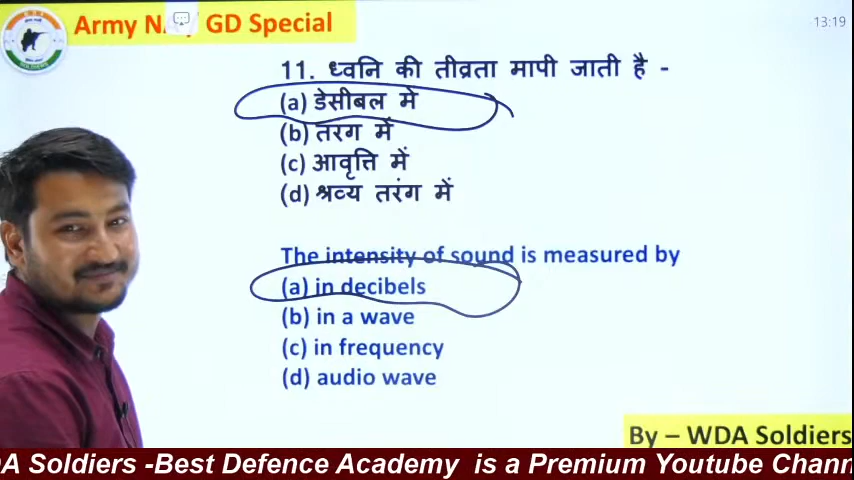 Army N GD Special
13:19
11. ध्वनि की तीव्रता मापी जाती है -
(a) डेसीबल में
(b) तरग में
(c) आवृत्ति में
(d) श्रव्य तरंग में
The intensity of sound is measured by
(a) in decibels
(b) in a wave
(c) in frequency
(d) audio wave
By – WDA Soldiers
DA Soldiers -Best Defence Academy is a Premium Youtube Chann